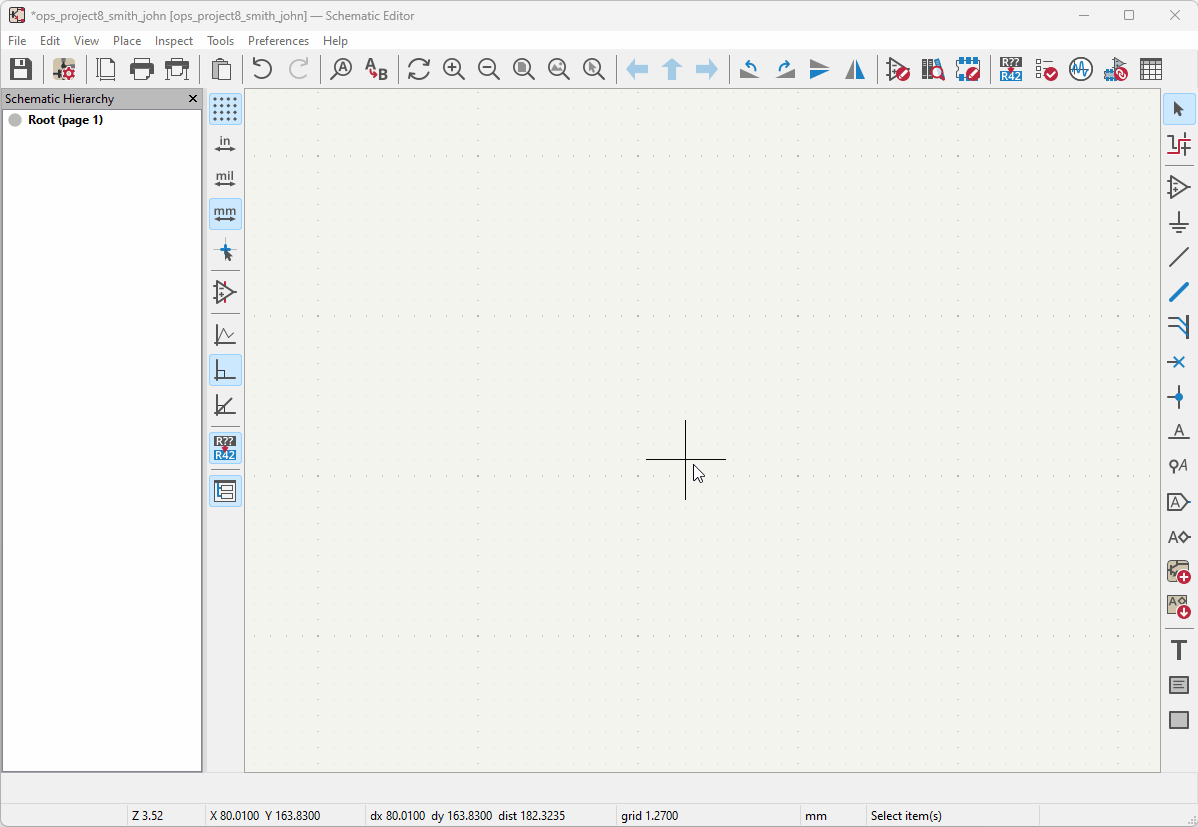 *ops_project8_smith_john [ops_project8_smith_john] — Schematic Editor
File Edit View Place Inspect Tools Preferences Help
A
A B
R??
R42
Schematic Hierarchy
Root (page 1)
in
mil
mm
R??
R42
A
A
A
A
A
T
Z 3.52 X 80.0100 Y 163.8300 dx 80.0100 dy 163.8300 dist 182.3235 grid 1.2700 mm Select item(s)